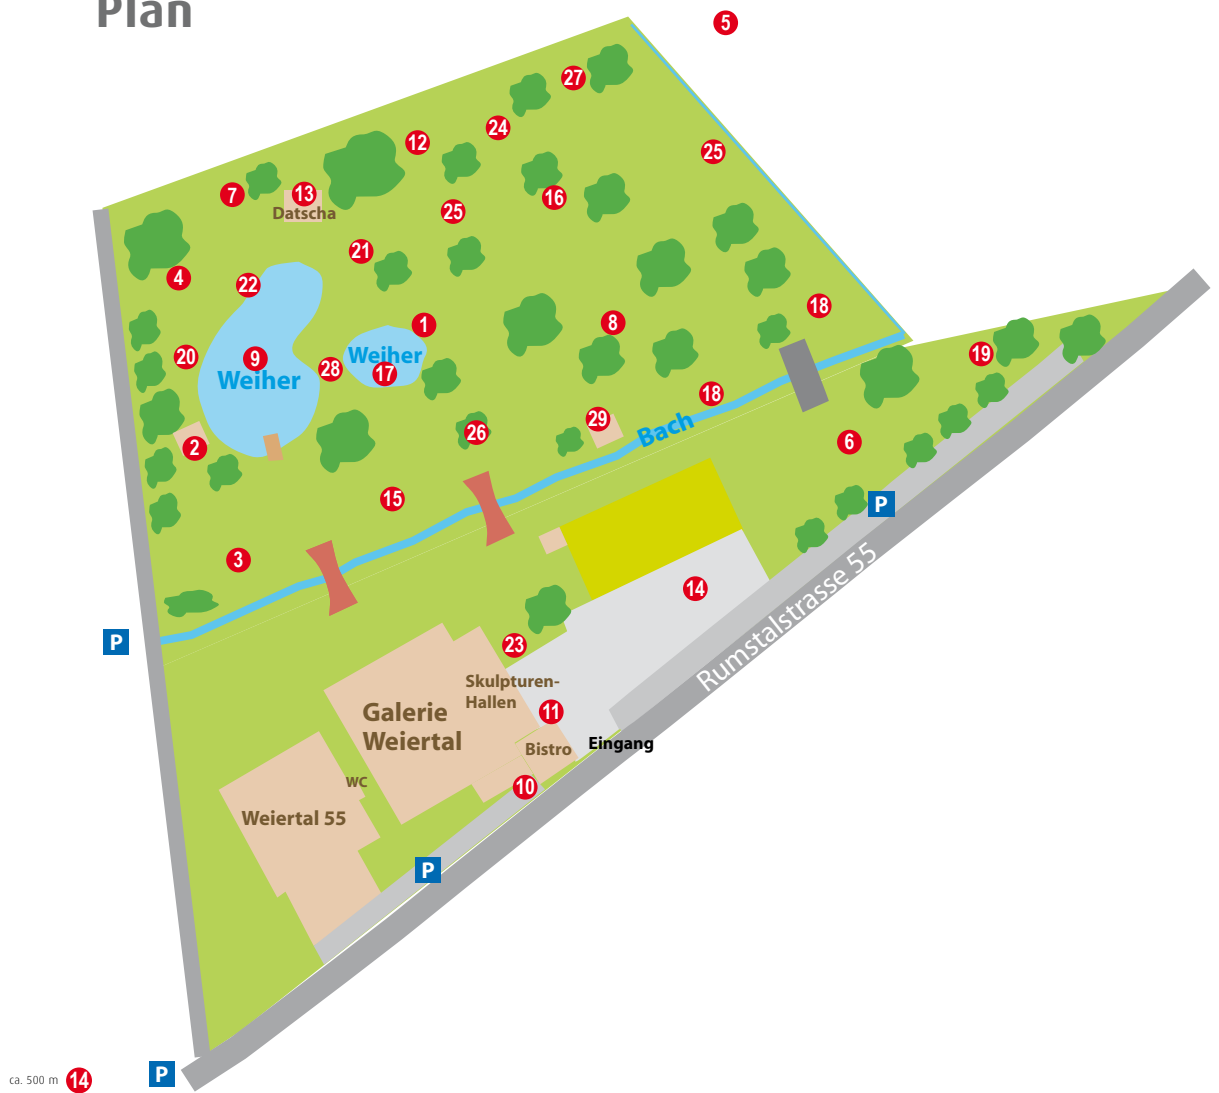 Plan
5
27
24
12
25
16
7
13
Datscha
25
21
4
22
18
1
8
20
9
Weiher
28
Weiher
17
19
18
29
Bach
26
2
6
15
P
3
14
P
23
Skulpturen-
Hallen
Rumstalstrasse 55
Galerie
Weiertal
11
Bistro
Eingang
WC
10
Weiertal 55
P
P
ca. 500 m 14